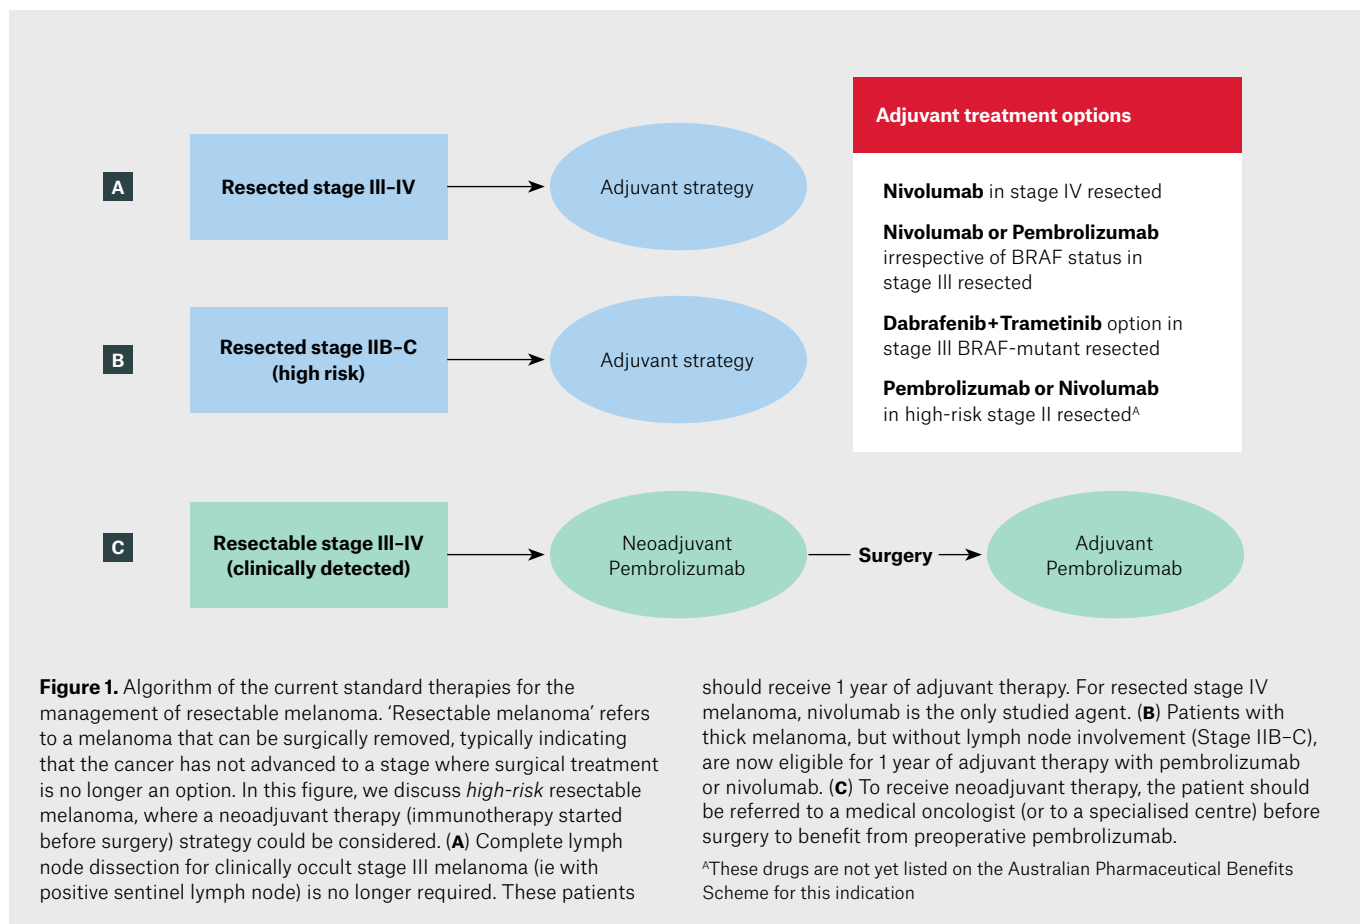 A
Resected stage III–IV
Adjuvant strategy
B
Resected stage IIB–C
(high risk)
Adjuvant strategy
Adjuvant treatment options
Nivolumab in stage IV resected
Nivolumab or Pembrolizumab
irrespective of BRAF status in
stage III resected
Dabrafenib+Trametinib option in
stage III BRAF-mutant resected
Pembrolizumab or Nivolumab
in high-risk stage II resectedᴬ
C
Resectable stage III–IV
(clinically detected)
Neoadjuvant
Pembrolizumab
Surgery
Adjuvant
Pembrolizumab
Figure 1. Algorithm of the current standard therapies for the
management of resectable melanoma. ‘Resectable melanoma’ refers
to a melanoma that can be surgically removed, typically indicating
that the cancer has not advanced to a stage where surgical treatment
is no longer an option. In this figure, we discuss high-risk resectable
melanoma, where a neoadjuvant therapy (immunotherapy started
before surgery) strategy could be considered. (A) Complete lymph
node dissection for clinically occult stage III melanoma (ie with
positive sentinel lymph node) is no longer required. These patients
should receive 1 year of adjuvant therapy. For resected stage IV
melanoma, nivolumab is the only studied agent. (B) Patients with
thick melanoma, but without lymph node involvement (Stage IIB–C),
are now eligible for 1 year of adjuvant therapy with pembrolizumab
or nivolumab. (C) To receive neoadjuvant therapy, the patient should
be referred to a medical oncologist (or to a specialised centre) before
surgery to benefit from preoperative pembrolizumab.
ᴬThese drugs are not yet listed on the Australian Pharmaceutical Benefits
Scheme for this indication